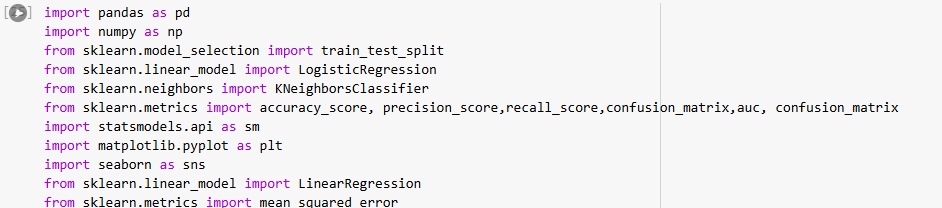 import pandas as pd
import numpy as np
from sklearn.model_selection import train_test_split
from sklearn.linear_model import LogisticRegression
from sklearn.neighbors import KNeighborsClassifier
from sklearn.metrics import accuracy_score, precision_score,recall_score,confusion_matrix,auc, confusion_matrix
import statsmodels.api as sm
import matplotlib.pyplot as plt
import seaborn as sns
from sklearn.linear_model import LinearRegression
from sklearn.metrics import mean_squared_error